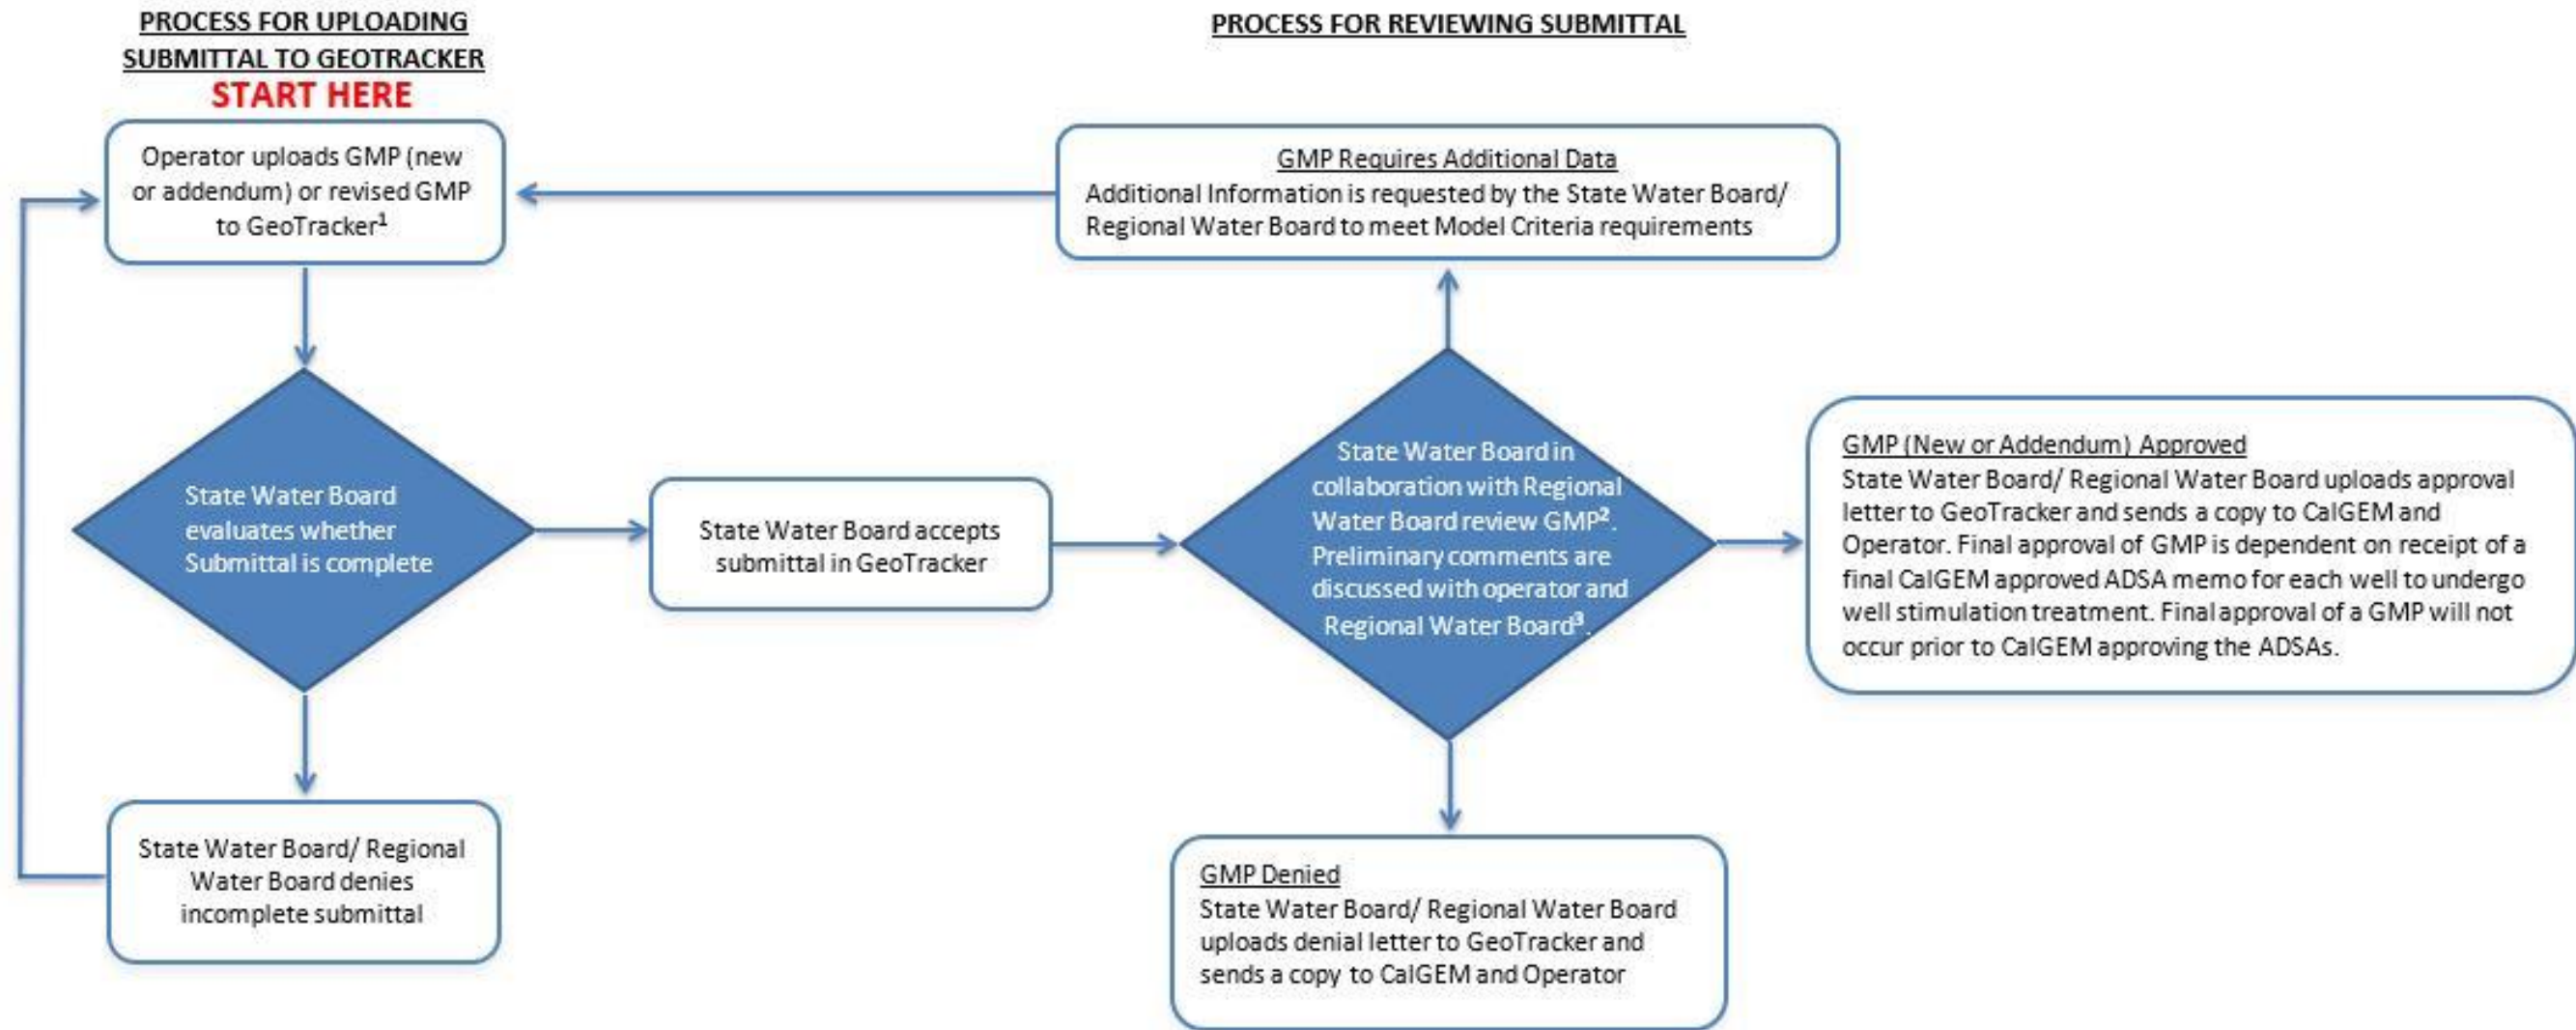 PROCESS FOR UPLOADING
SUBMITTAL TO GEOTRACKER
START HERE
Operator uploads GMP (new
or addendum) or revised GMP
to GeoTracker¹
State Water Board
evaluates whether
Submittal is complete
State Water Board/ Regional
Water Board denies
incomplete submittal
State Water Board accepts
submittal in GeoTracker
PROCESS FOR REVIEWING SUBMITTAL
GMP Requires Additional Data
Additional Information is requested by the State Water Board/
Regional Water Board to meet Model Criteria requirements
State Water Board in
collaboration with Regional
Water Board review GMP².
Preliminary comments are
discussed with operator and
Regional Water Board³.
GMP (New or Addendum) Approved
State Water Board/ Regional Water Board uploads approval
letter to GeoTracker and sends a copy to CalGEM and
Operator. Final approval of GMP is dependent on receipt of a
final CalGEM approved ADSA memo for each well to undergo
well stimulation treatment. Final approval of a GMP will not
occur prior to CalGEM approving the ADSAs.
GMP Denied
State Water Board/ Regional Water Board
uploads denial letter to GeoTracker and
sends a copy to CalGEM and Operator